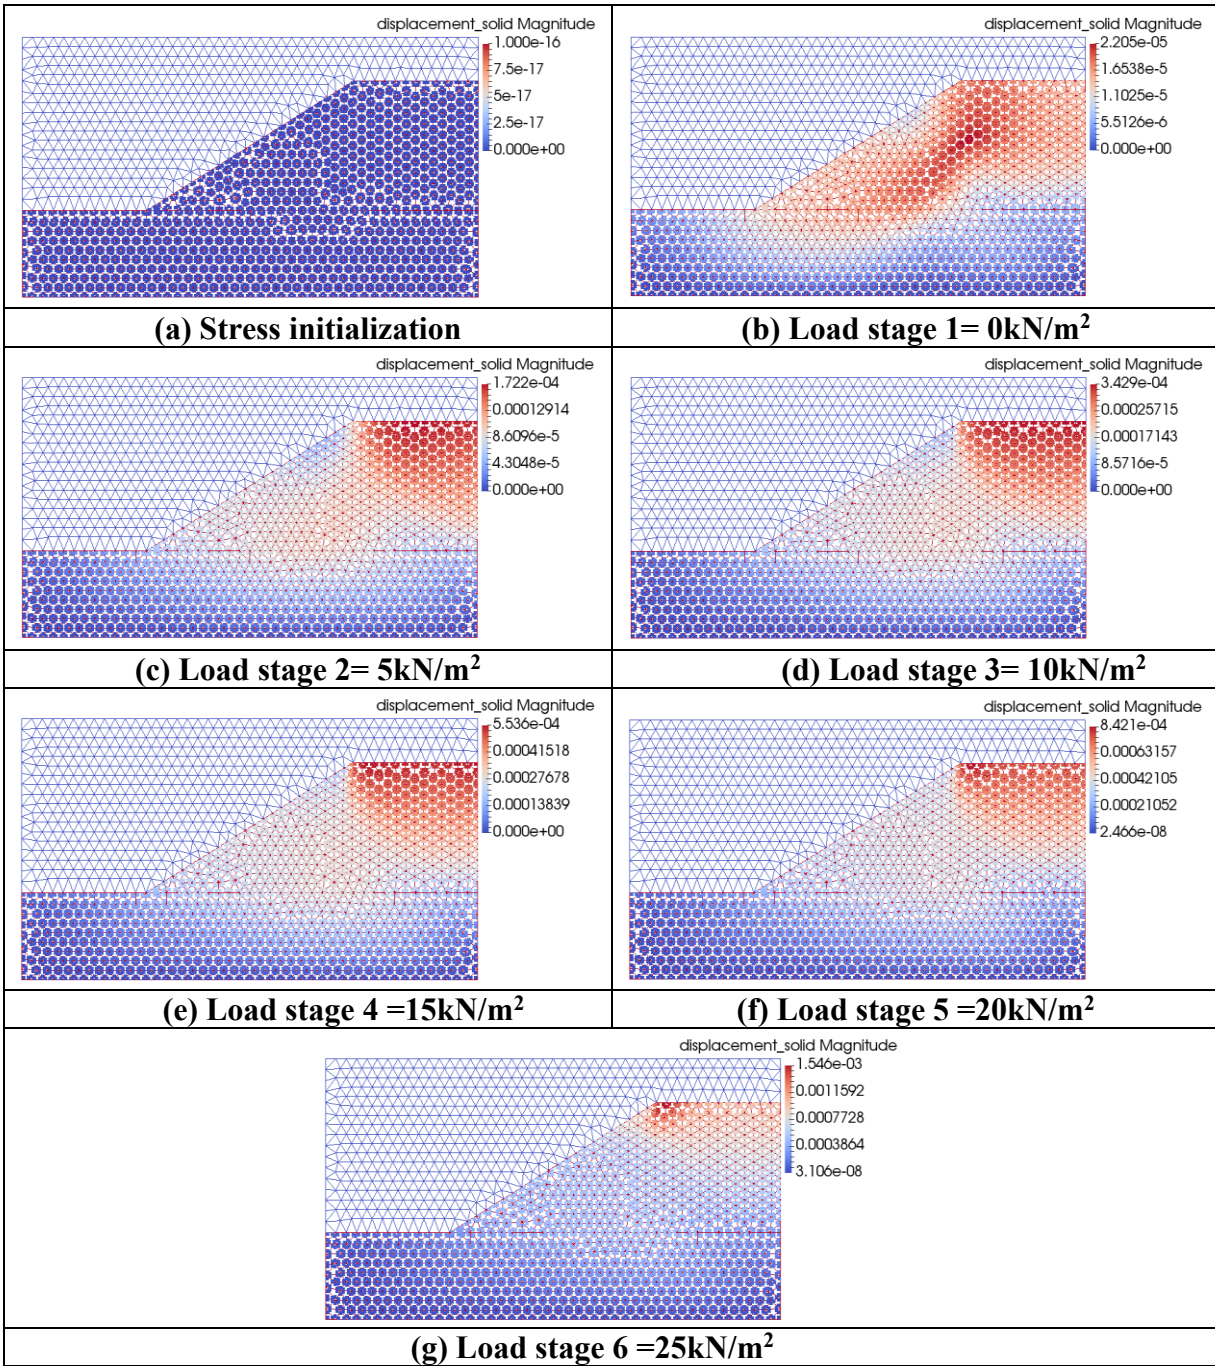 displacement_solid Magnitude
1.000e-16
7.5e-17
5e-17
2.5e-17
0.000e+00
(a) Stress initialization
displacement_solid Magnitude
2.205e-05
1.6538e-5
1.1025e-5
5.5126e-6
0.000e+00
(b) Load stage 1= 0kN/m²
displacement_solid Magnitude
1.722e-04
0.00012914
8.6096e-5
4.3048e-5
0.000e+00
(c) Load stage 2= 5kN/m²
displacement_solid Magnitude
3.429e-04
0.00025715
0.00017143
8.5716e-5
0.000e+00
(d) Load stage 3= 10kN/m²
displacement_solid Magnitude
5.536e-04
0.00041518
0.00027678
0.00013839
0.000e+00
(e) Load stage 4 =15kN/m²
displacement_solid Magnitude
8.421e-04
0.00063157
0.00042105
0.00021052
2.466e-08
(f) Load stage 5 =20kN/m²
displacement_solid Magnitude
1.546e-03
0.0011592
0.0007728
0.0003864
3.106e-08
(g) Load stage 6 =25kN/m²